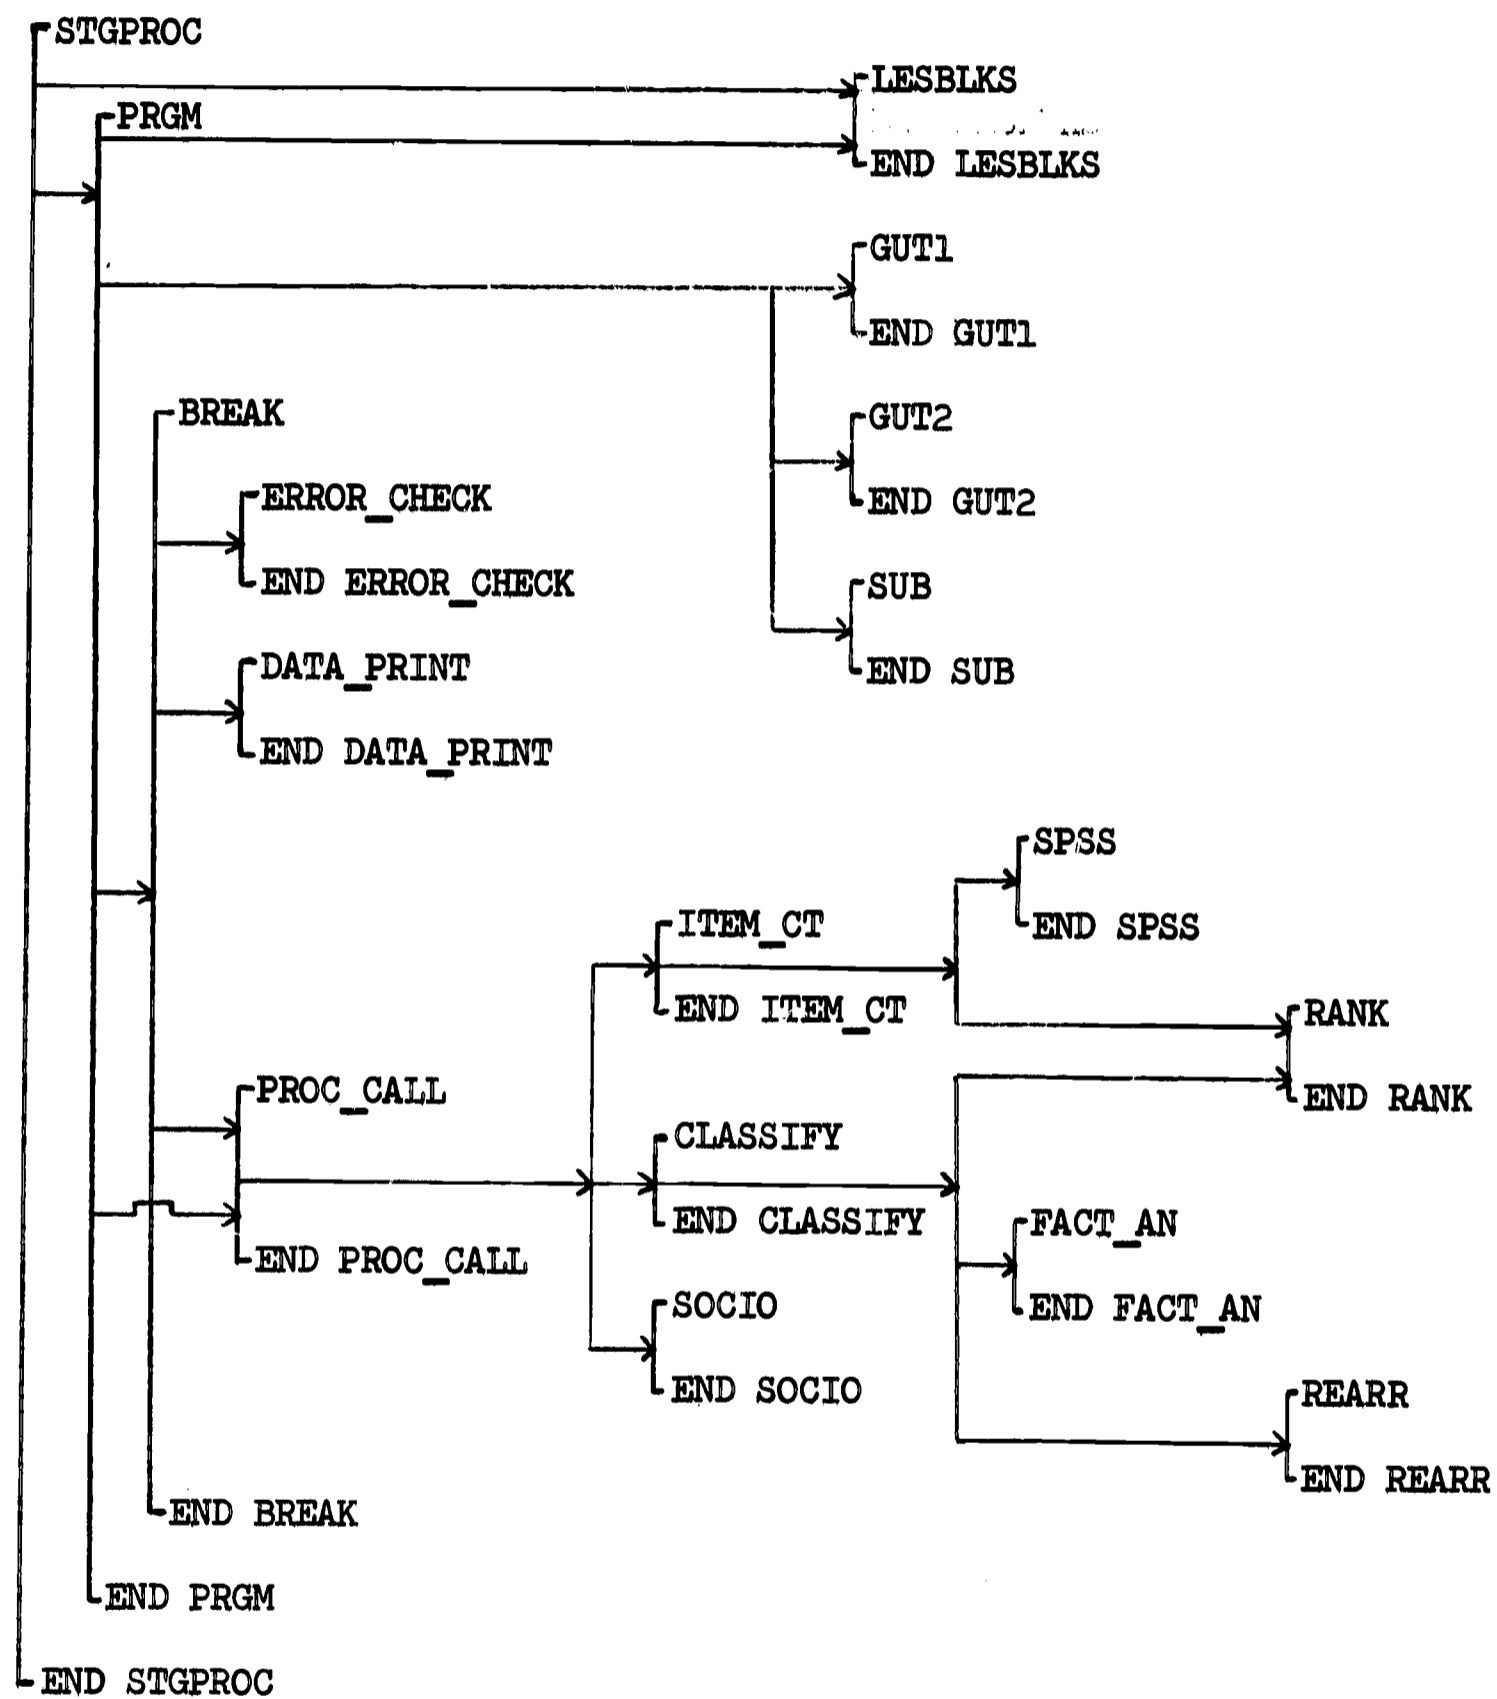 STGPROC
LESBLKS
PRGM
END LESBLKS
GUT1
END GUT1
BREAK
GUT2
ERROR_CHECK
END GUT2
END ERROR_CHECK
SUB
DATA_PRINT
END SUB
END DATA_PRINT
SPSS
ITEM_CT
END SPSS
END ITEM_CT
RANK
PROC_CALL
END RANK
CLASSIFY
END CLASSIFY
FACT_AN
END PROC_CALL
SOCIO
END FACT_AN
END SOCIO
REARR
END REARR
END BREAK
END PRGM
END STGPROC